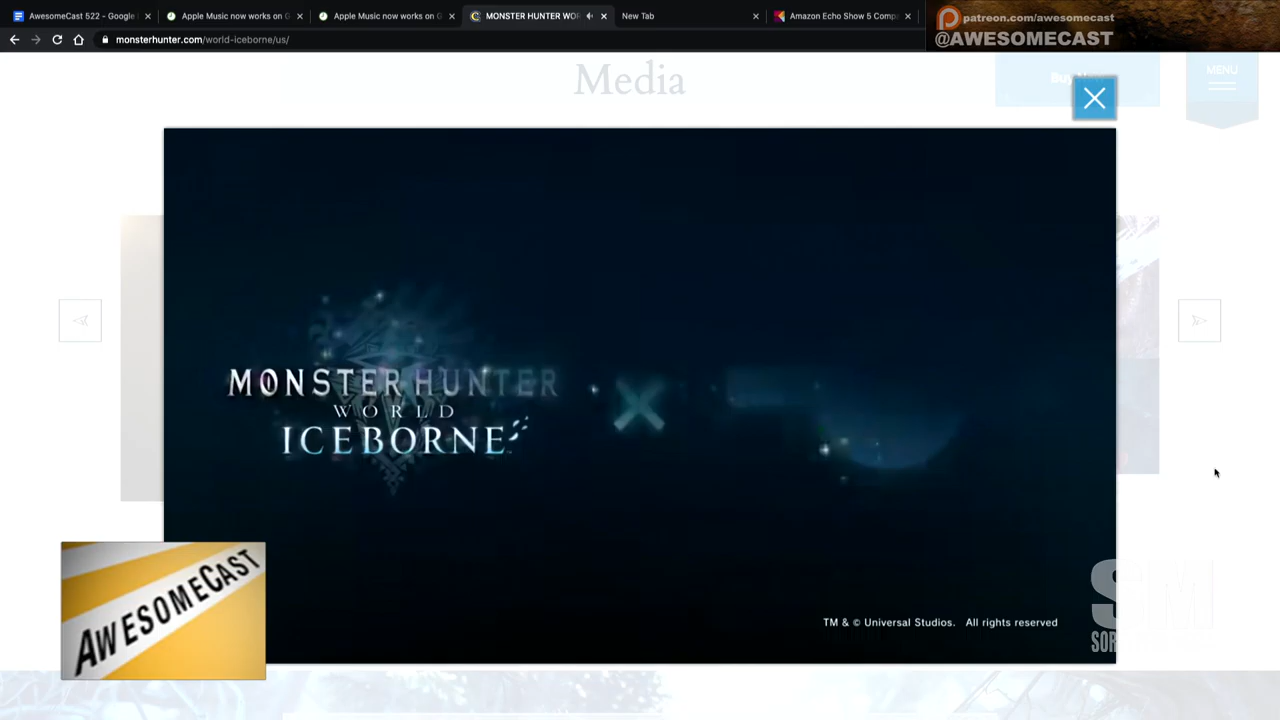 AwesomeCast 522 - Google
Apple Music now works on G
Apple Music now works on G
MONSTER HUNTER WOR
New Tab
Amazon Echo Show 5 Comp
patreon.com/awesomecast
@AWESOMECAST
monsterhunter.com/world-iceborne/us/
Media
MENU
MONSTER HUNTER
WORLD
ICEBORNE
X
AWESOMECAST
TM & © Universal Studios. All rights reserved